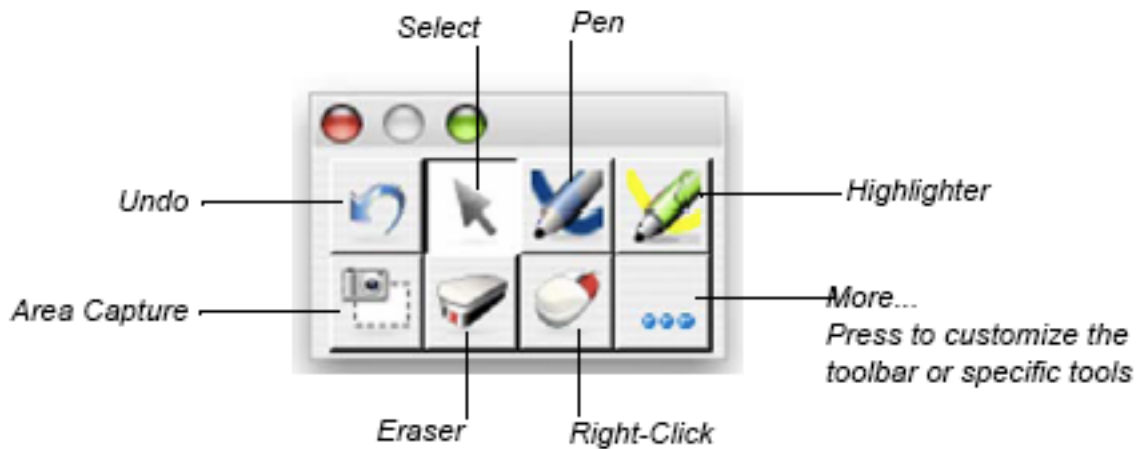 Select
Pen
Undo
Highlighter
Area Capture
More...
Press to customize the
toolbar or specific tools
Eraser
Right-Click